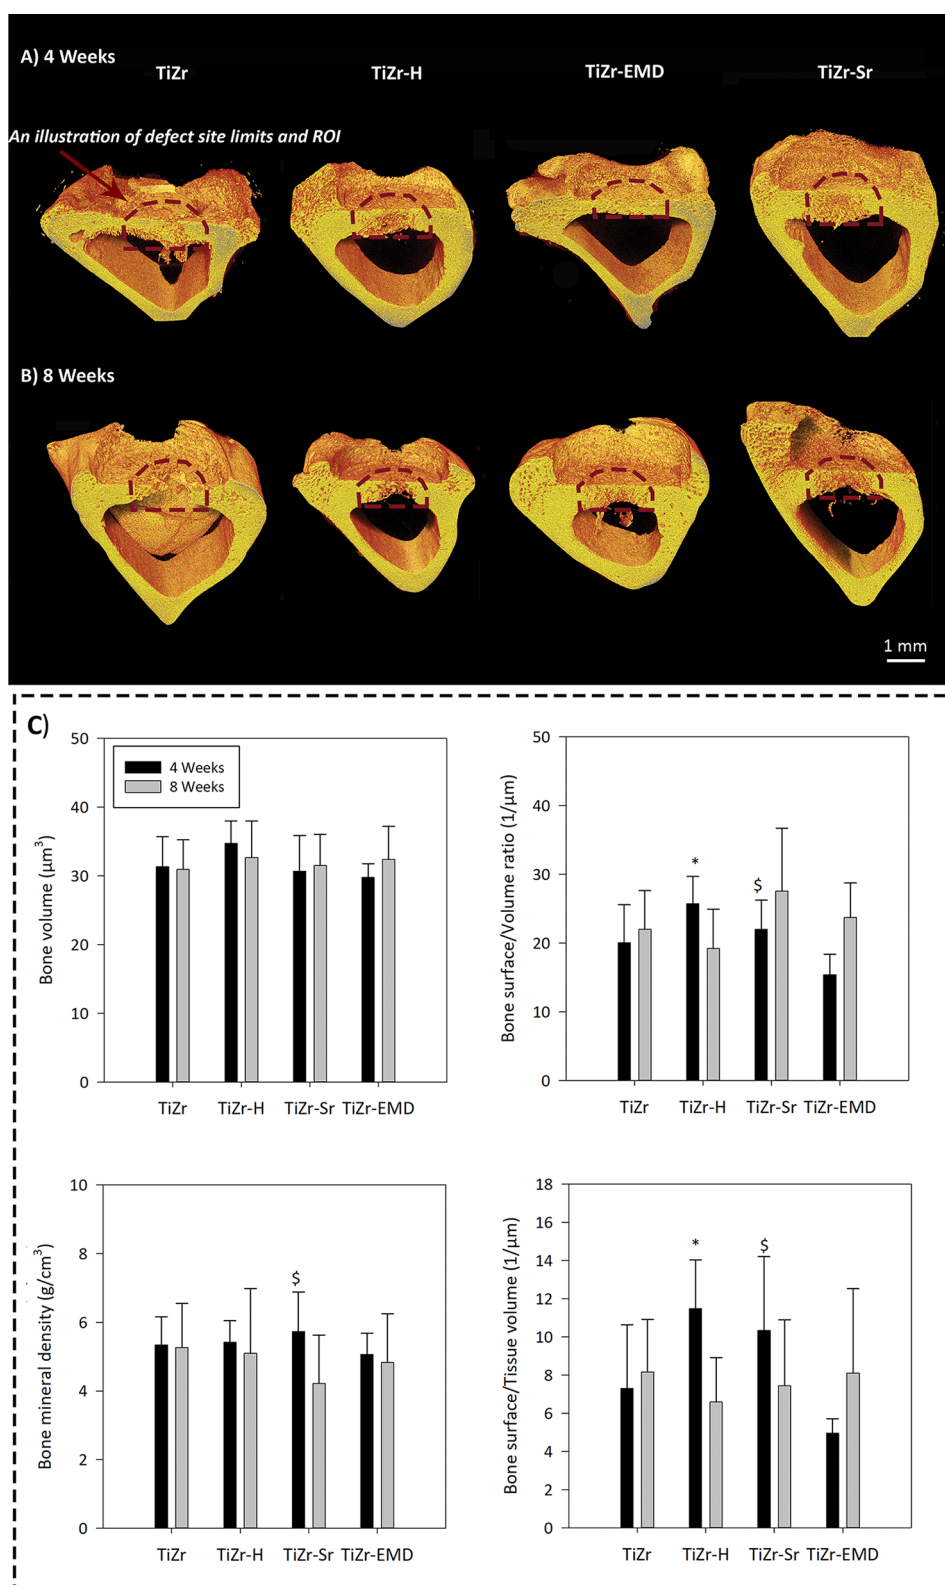 A) 4 Weeks
TiZr
TiZr-H
TiZr-EMD
TiZr-Sr
An illustration of defect site limits and ROI
B) 8 Weeks
1 mm
C)
50
40
30
20
10
0
Bone volume (µm³)
4 Weeks
8 Weeks
TiZr
TiZr-H
TiZr-Sr
TiZr-EMD
50
40
30
20
10
0
Bone surface/Volume ratio (1/µm)
*
$
TiZr
TiZr-H
TiZr-Sr
TiZr-EMD
10
8
6
4
2
0
Bone mineral density (g/cm³)
$
TiZr
TiZr-H
TiZr-Sr
TiZr-EMD
18
16
14
12
10
8
6
4
2
0
Bone surface/Tissue volume (1/µm)
*
$
TiZr
TiZr-H
TiZr-Sr
TiZr-EMD